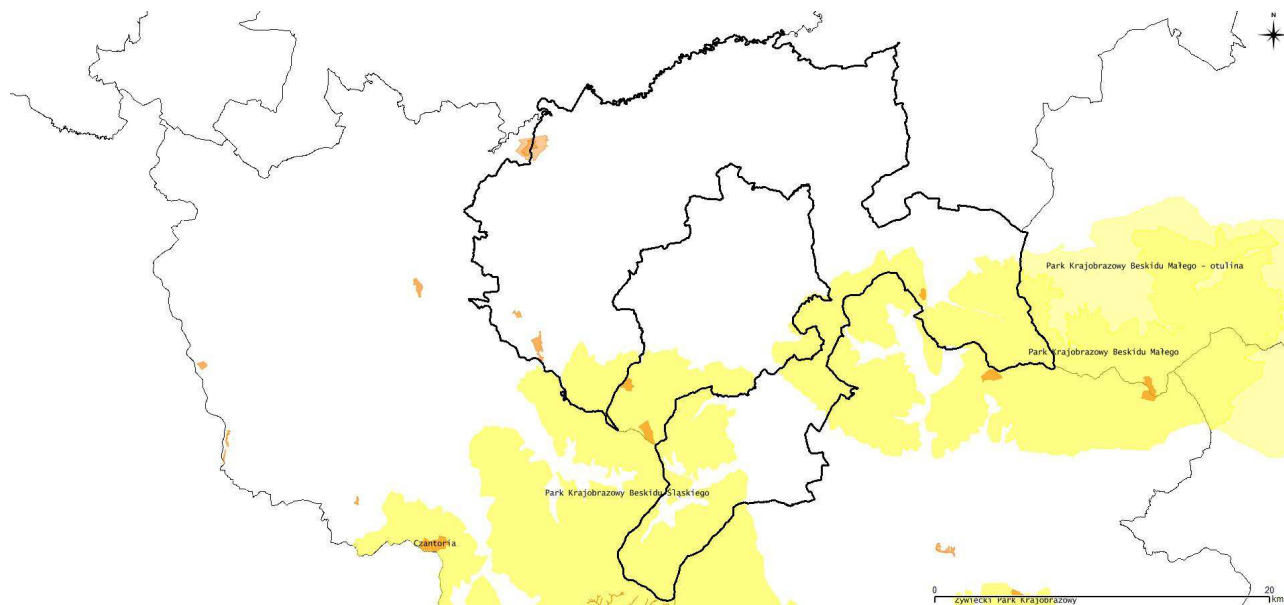 N
Park Krajobrazowy Beskidu Małego - otulina
Park Krajobrazowy Beskidu Małego
Park Krajobrazowy Beskidu Śląskiego
Czantoria
0
20
km
Żywiecki Park Krajobrazowy